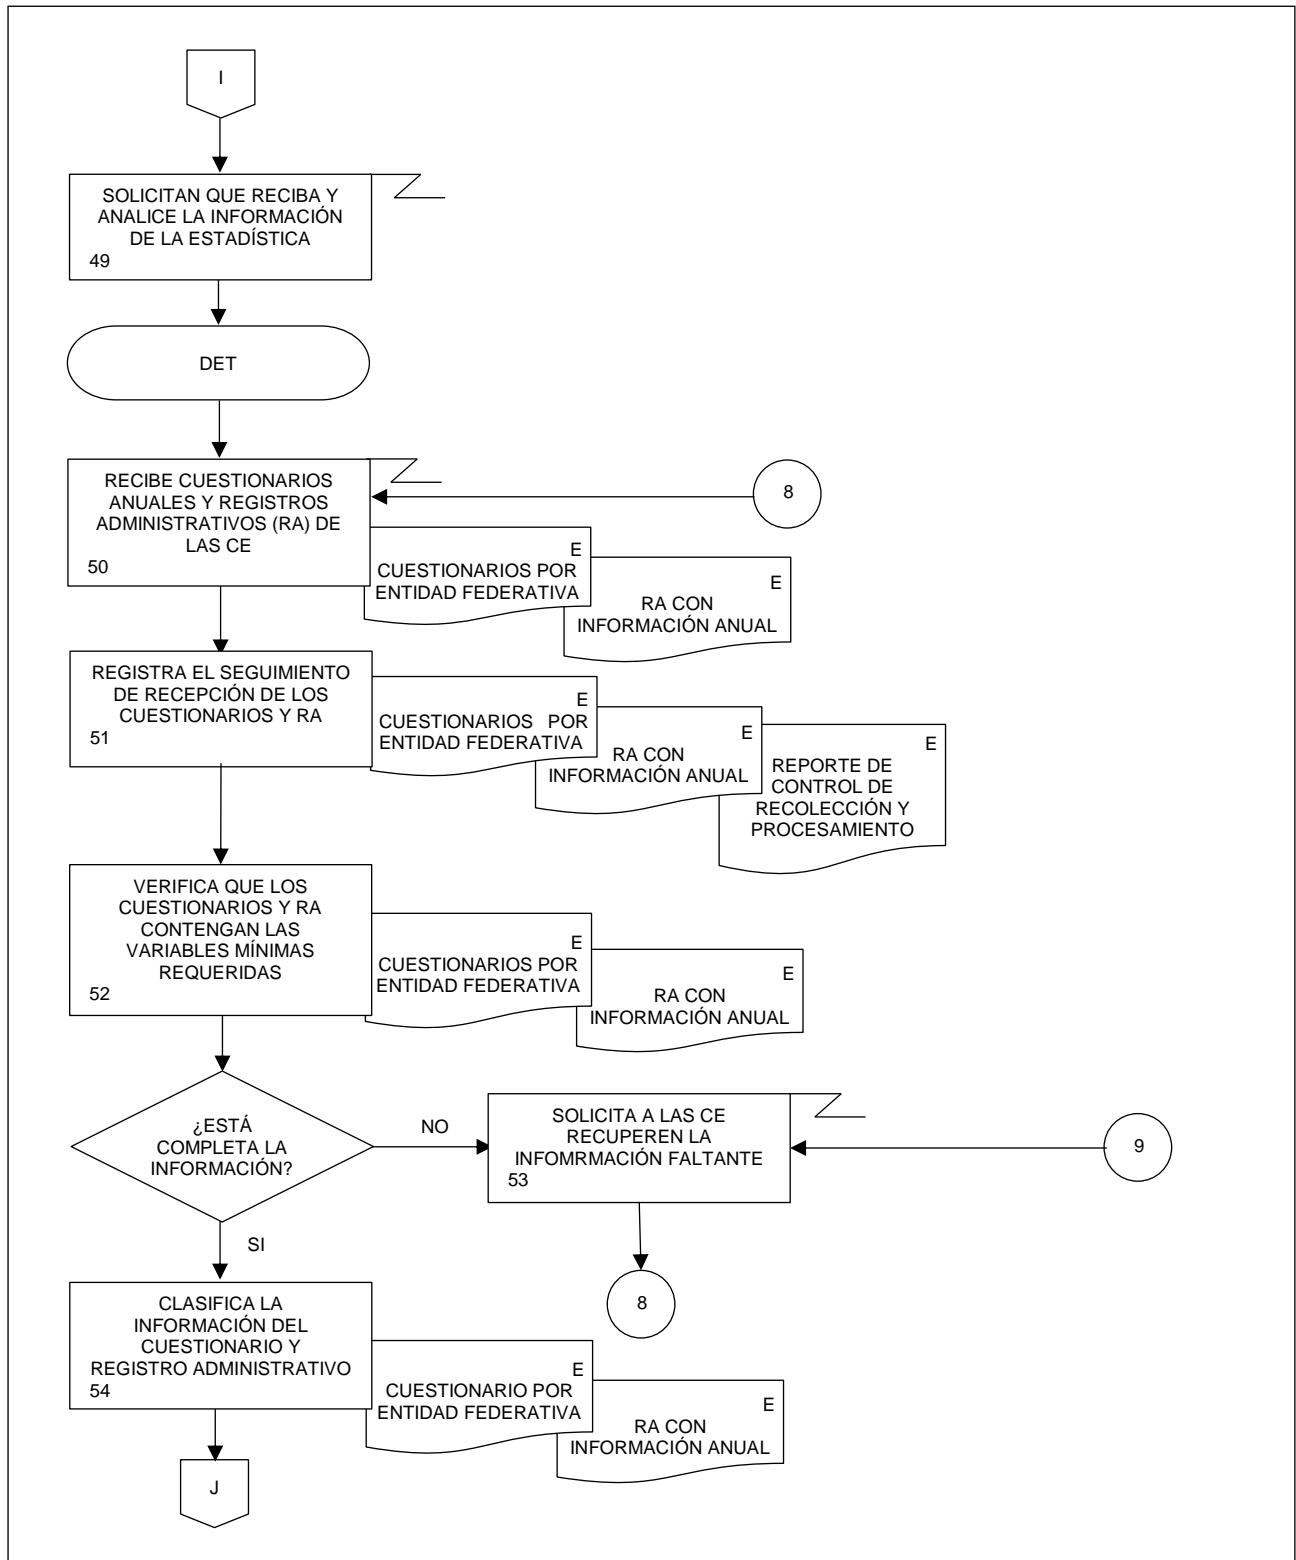 I
SOLICITAN QUE RECIBA Y
ANALICE LA INFORMACIÓN
DE LA ESTADÍSTICA
49
DET
RECIBE CUESTIONARIOS
ANUALES Y REGISTROS
ADMINISTRATIVOS (RA) DE
LAS CE
50
8
E
CUESTIONARIOS POR
ENTIDAD FEDERATIVA
E
RA CON
INFORMACIÓN ANUAL
REGISTRA EL SEGUIMIENTO
DE RECEPCIÓN DE LOS
CUESTIONARIOS Y RA
51
E
CUESTIONARIOS POR
ENTIDAD FEDERATIVA
E
RA CON
INFORMACIÓN ANUAL
E
REPORTE DE
CONTROL DE
RECOLECCIÓN Y
PROCESAMIENTO
VERIFICA QUE LOS
CUESTIONARIOS Y RA
CONTENGAN LAS
VARIABLES MÍNIMAS
REQUERIDAS
52
E
CUESTIONARIOS POR
ENTIDAD FEDERATIVA
E
RA CON
INFORMACIÓN ANUAL
¿ESTÁ
COMPLETA LA
INFORMACIÓN?
NO
SOLICITA A LAS CE
RECUPEREN LA
INFOMRMACIÓN FALTANTE
53
9
SI
8
CLASIFICA LA
INFORMACIÓN DEL
CUESTIONARIO Y
REGISTRO ADMINISTRATIVO
54
E
CUESTIONARIO POR
ENTIDAD FEDERATIVA
E
RA CON
INFORMACIÓN ANUAL
J